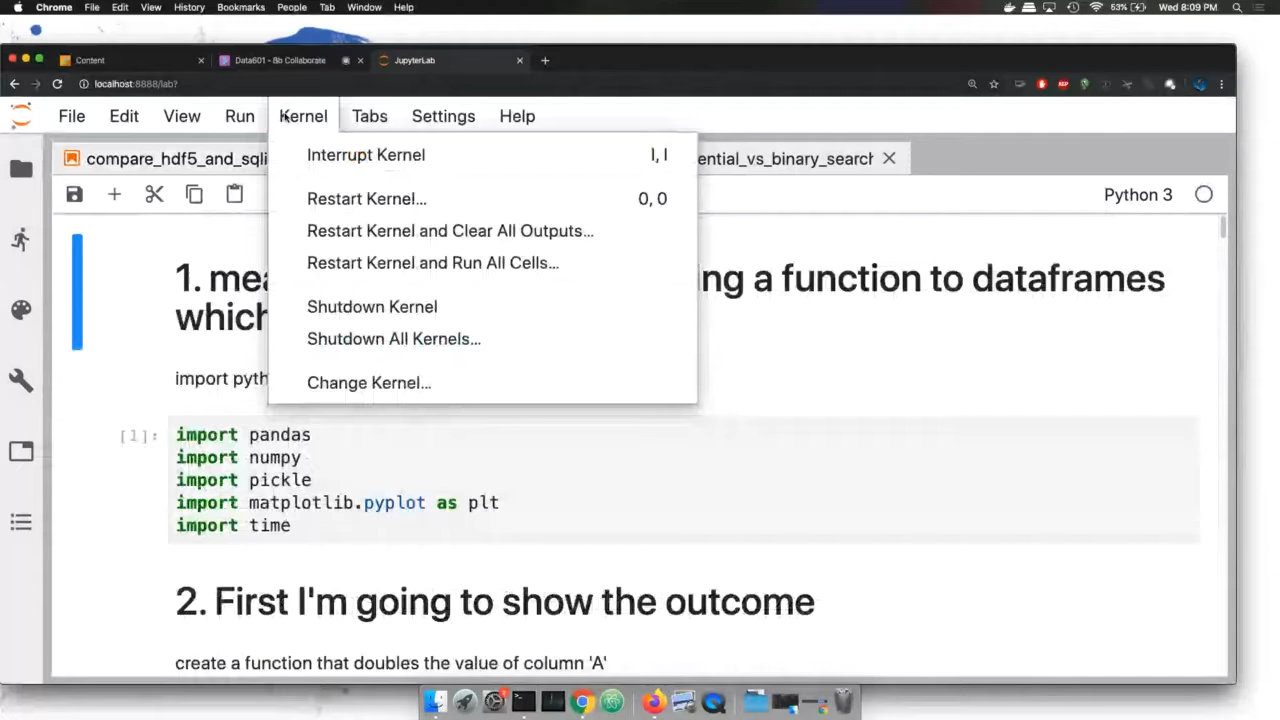 Chrome File Edit View History Bookmarks People Tab Window Help 53% Wed 8:09 PM
Content Data601 - Bb Collaborate JupyterLab
localhost:8888/lab?
File Edit View Run Kernel Tabs Settings Help
compare_hdf5_and_sqli ential_vs_binary_search
Python 3
Interrupt Kernel I, I
Restart Kernel... 0, 0
Restart Kernel and Clear All Outputs...
Restart Kernel and Run All Cells...
Shutdown Kernel
Shutdown All Kernels...
Change Kernel...
1. mea ng a function to dataframes
which
import pyth
[1]: import pandas
import numpy
import pickle
import matplotlib.pyplot as plt
import time
2. First I'm going to show the outcome
create a function that doubles the value of column 'A'